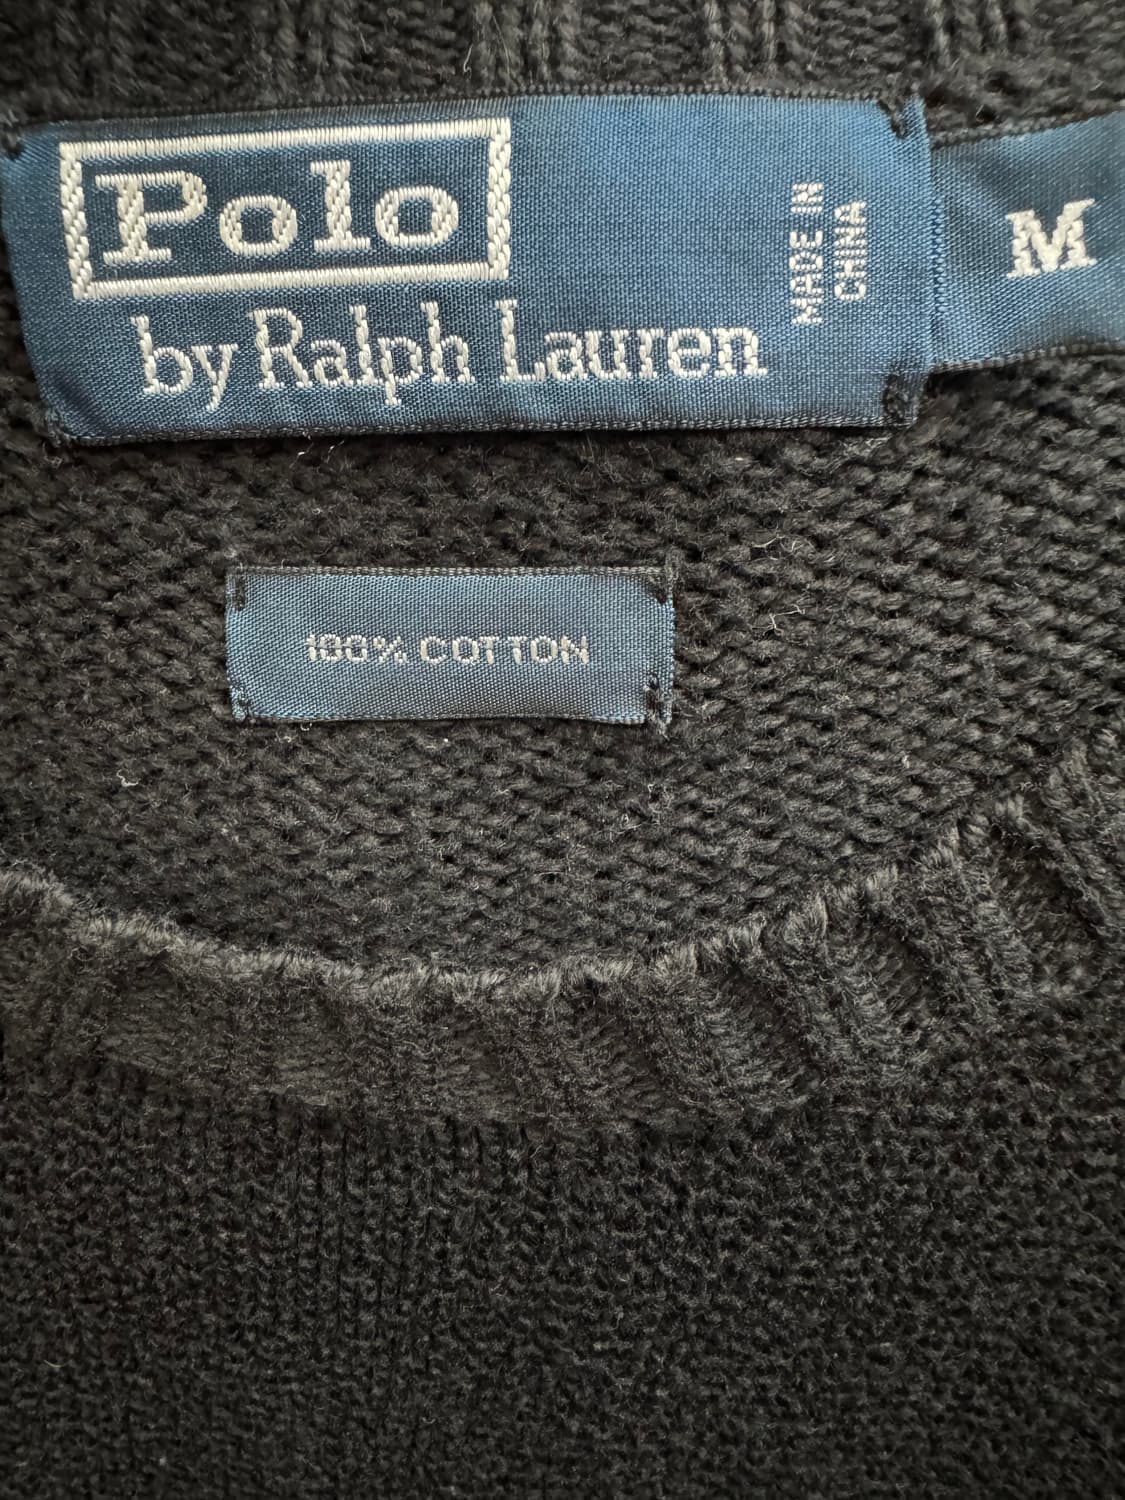 Polo
by Ralph Lauren
MADE IN
CHINA
M
100% COTTON